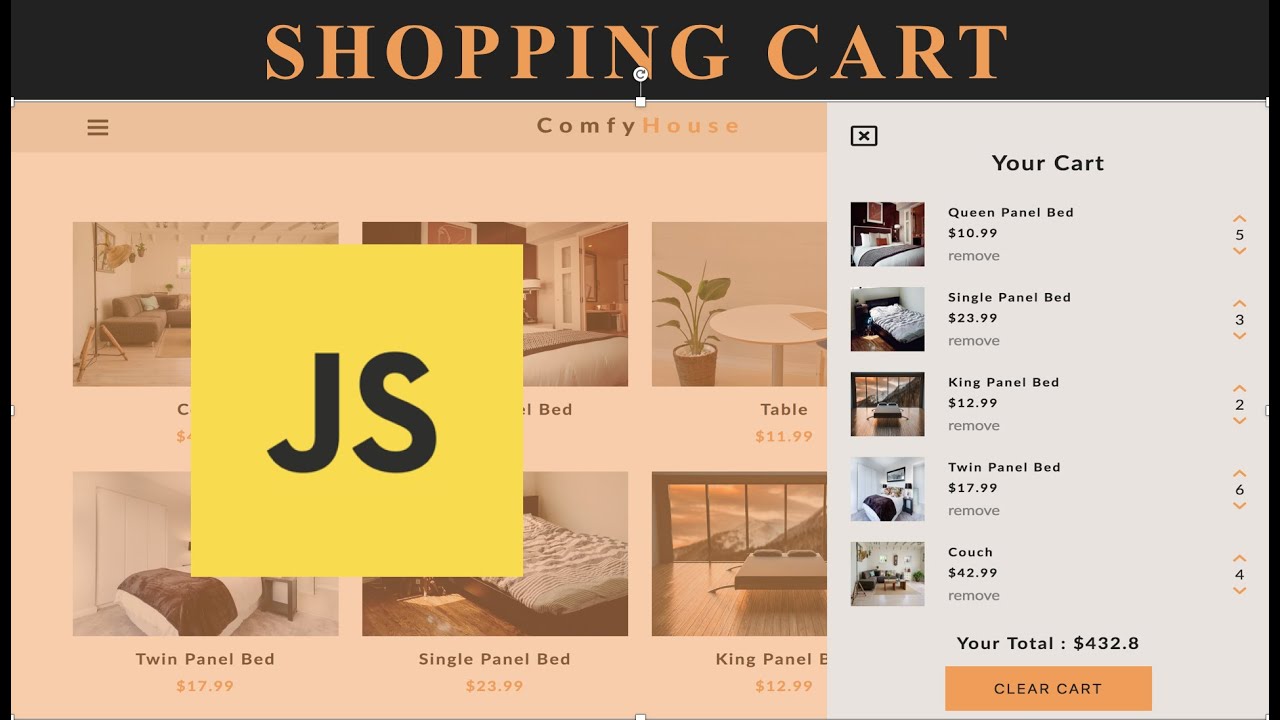 SHOPPING CART
ComfyHouse
Your Cart
Queen Panel Bed
$10.99
remove
5
Single Panel Bed
$23.99
remove
3
King Panel Bed
$12.99
remove
2
Twin Panel Bed
$17.99
remove
6
Couch
$42.99
remove
4
Your Total : $432.8
CLEAR CART
JS
Bed
Table
$11.99
Twin Panel Bed
$17.99
Single Panel Bed
$23.99
King Panel
$12.99